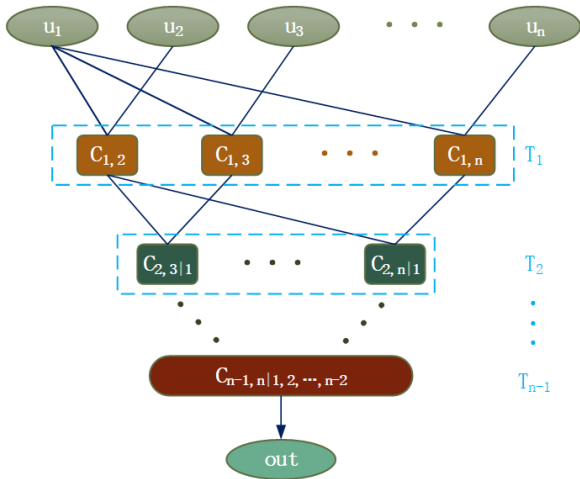 u1 u2 u3 · · · un
C1,2 C1,3 · · · C1,n T1
C2,3|1 · · · C2,n|1 T2
Cn-1,n|1,2,···,n-2 Tn-1
out